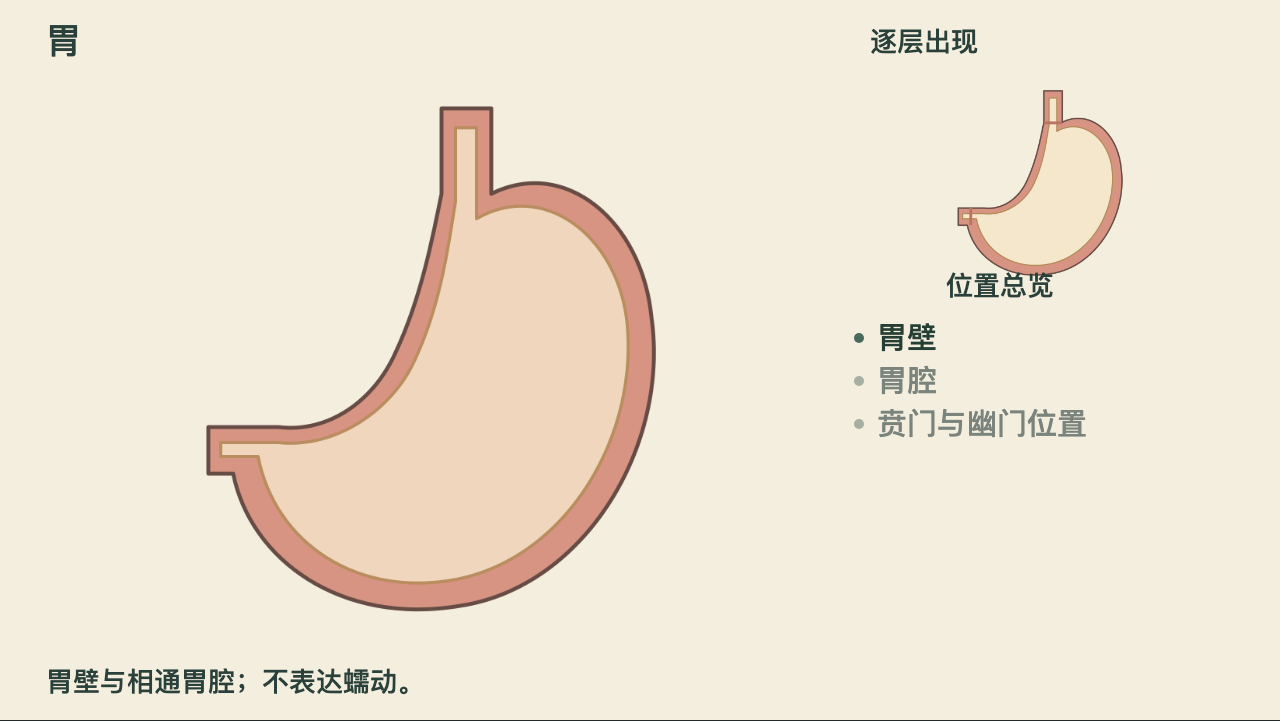 胃
逐层出现
位置总览
胃壁
胃腔
贲门与幽门位置
胃壁与相通胃腔；不表达蠕动。